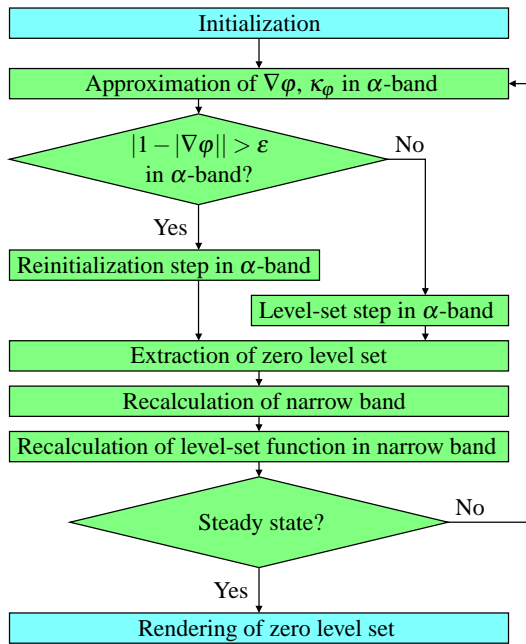 Initialization
Approximation of ∇φ, κφ in α-band
|1−|∇φ|| > ε
in α-band?
No
Yes
Reinitialization step in α-band
Level-set step in α-band
Extraction of zero level set
Recalculation of narrow band
Recalculation of level-set function in narrow band
Steady state?
No
Yes
Rendering of zero level set